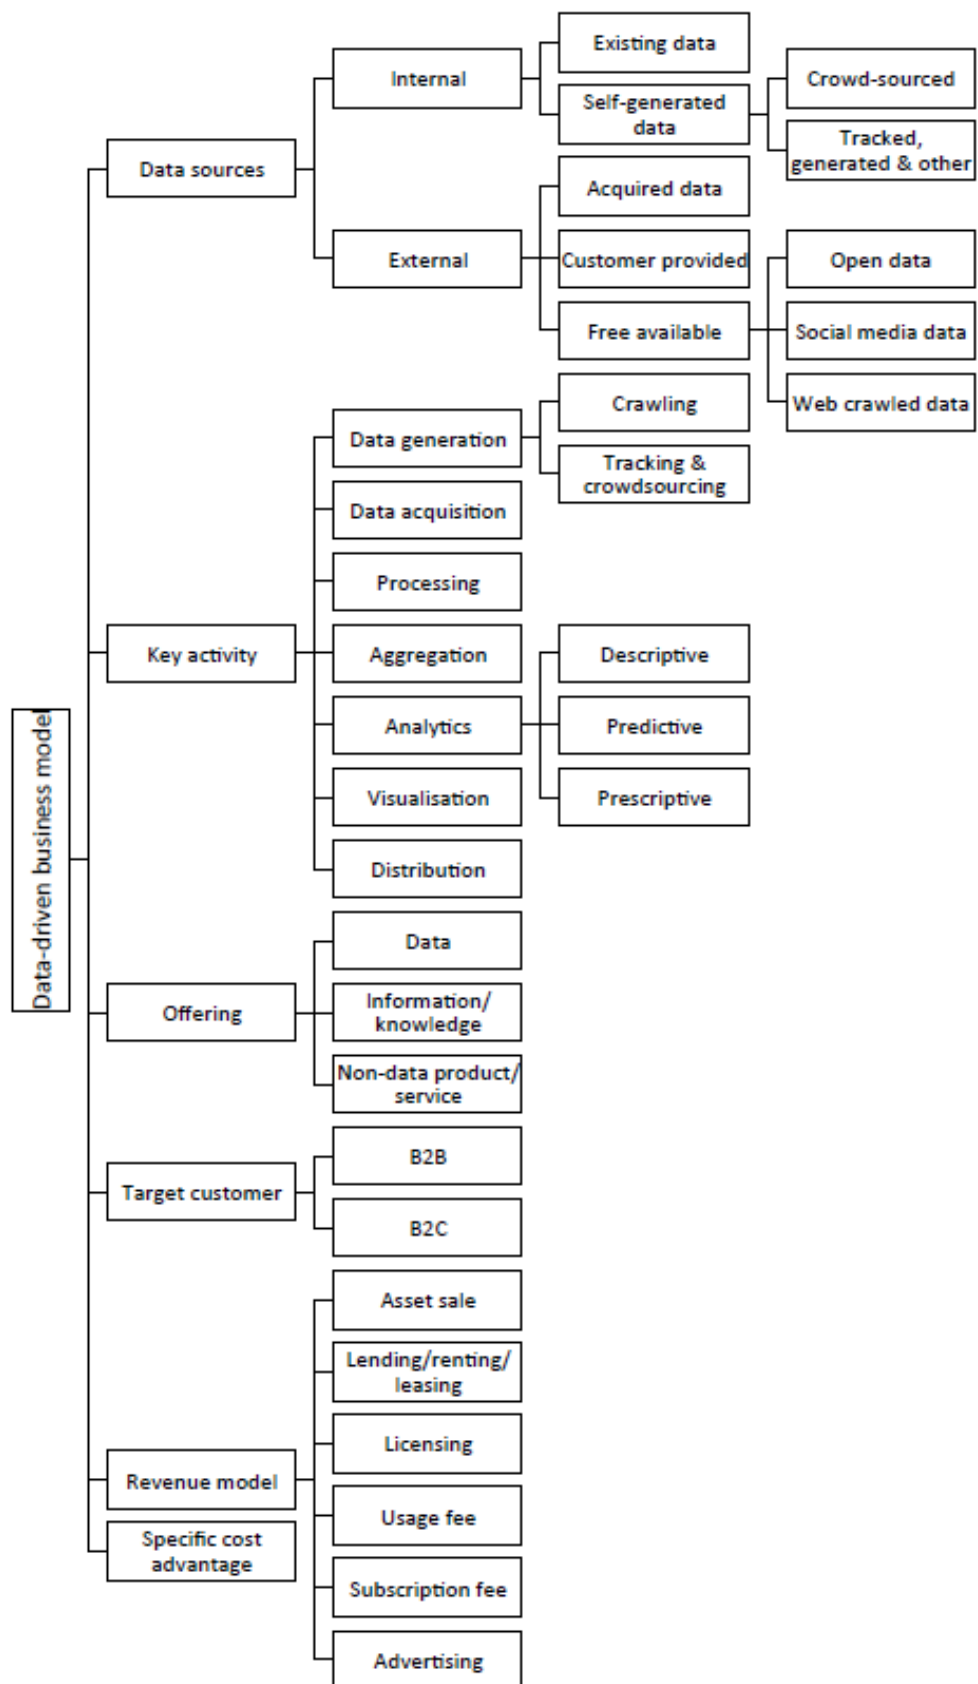 Data-driven business model
Data sources
Internal
Existing data
Self-generated
data
Crowd-sourced
Tracked,
generated & other
External
Acquired data
Customer provided
Free available
Open data
Social media data
Web crawled data
Key activity
Data generation
Crawling
Tracking &
crowdsourcing
Data acquisition
Processing
Aggregation
Analytics
Descriptive
Predictive
Prescriptive
Visualisation
Distribution
Offering
Data
Information/
knowledge
Non-data product/
service
Target customer
B2B
B2C
Revenue model
Asset sale
Lending/renting/
leasing
Licensing
Usage fee
Subscription fee
Advertising
Specific cost
advantage